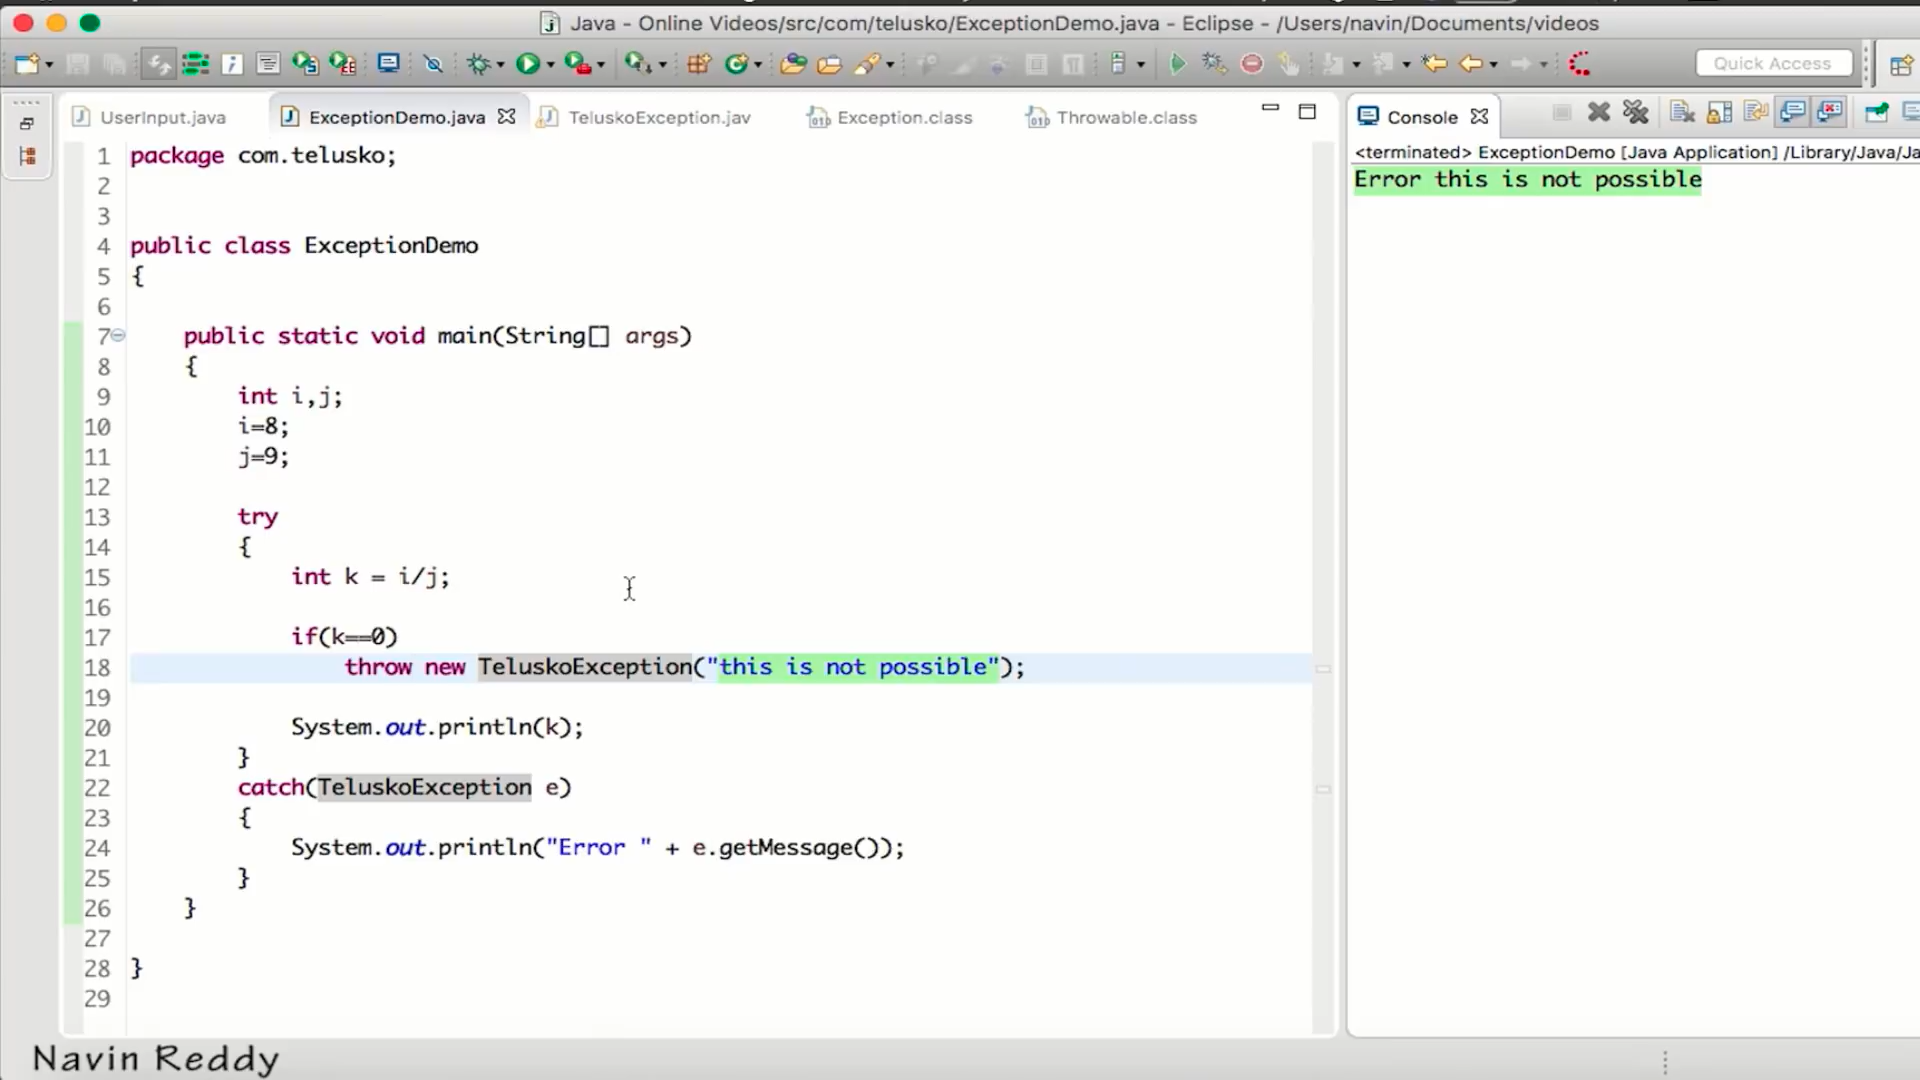 Java - Online Videos/src/com/telusko/ExceptionDemo.java - Eclipse - /Users/navin/Documents/videos
Quick Access
UserInput.java
ExceptionDemo.java
TeluskoException.jav
Exception.class
Throwable.class
1 package com.telusko;
2
3
4 public class ExceptionDemo
5 {
6
7 public static void main(String[] args)
8 {
9 int i,j;
10 i=8;
11 j=9;
12
13 try
14 {
15 int k = i/j;
16
17 if(k==0)
18 throw new TeluskoException("this is not possible");
19
20 System.out.println(k);
21 }
22 catch(TeluskoException e)
23 {
24 System.out.println("Error " + e.getMessage());
25 }
26 }
27
28 }
29
Console
<terminated> ExceptionDemo [Java Application] /Library/Java/Ja
Error this is not possible
Navin Reddy